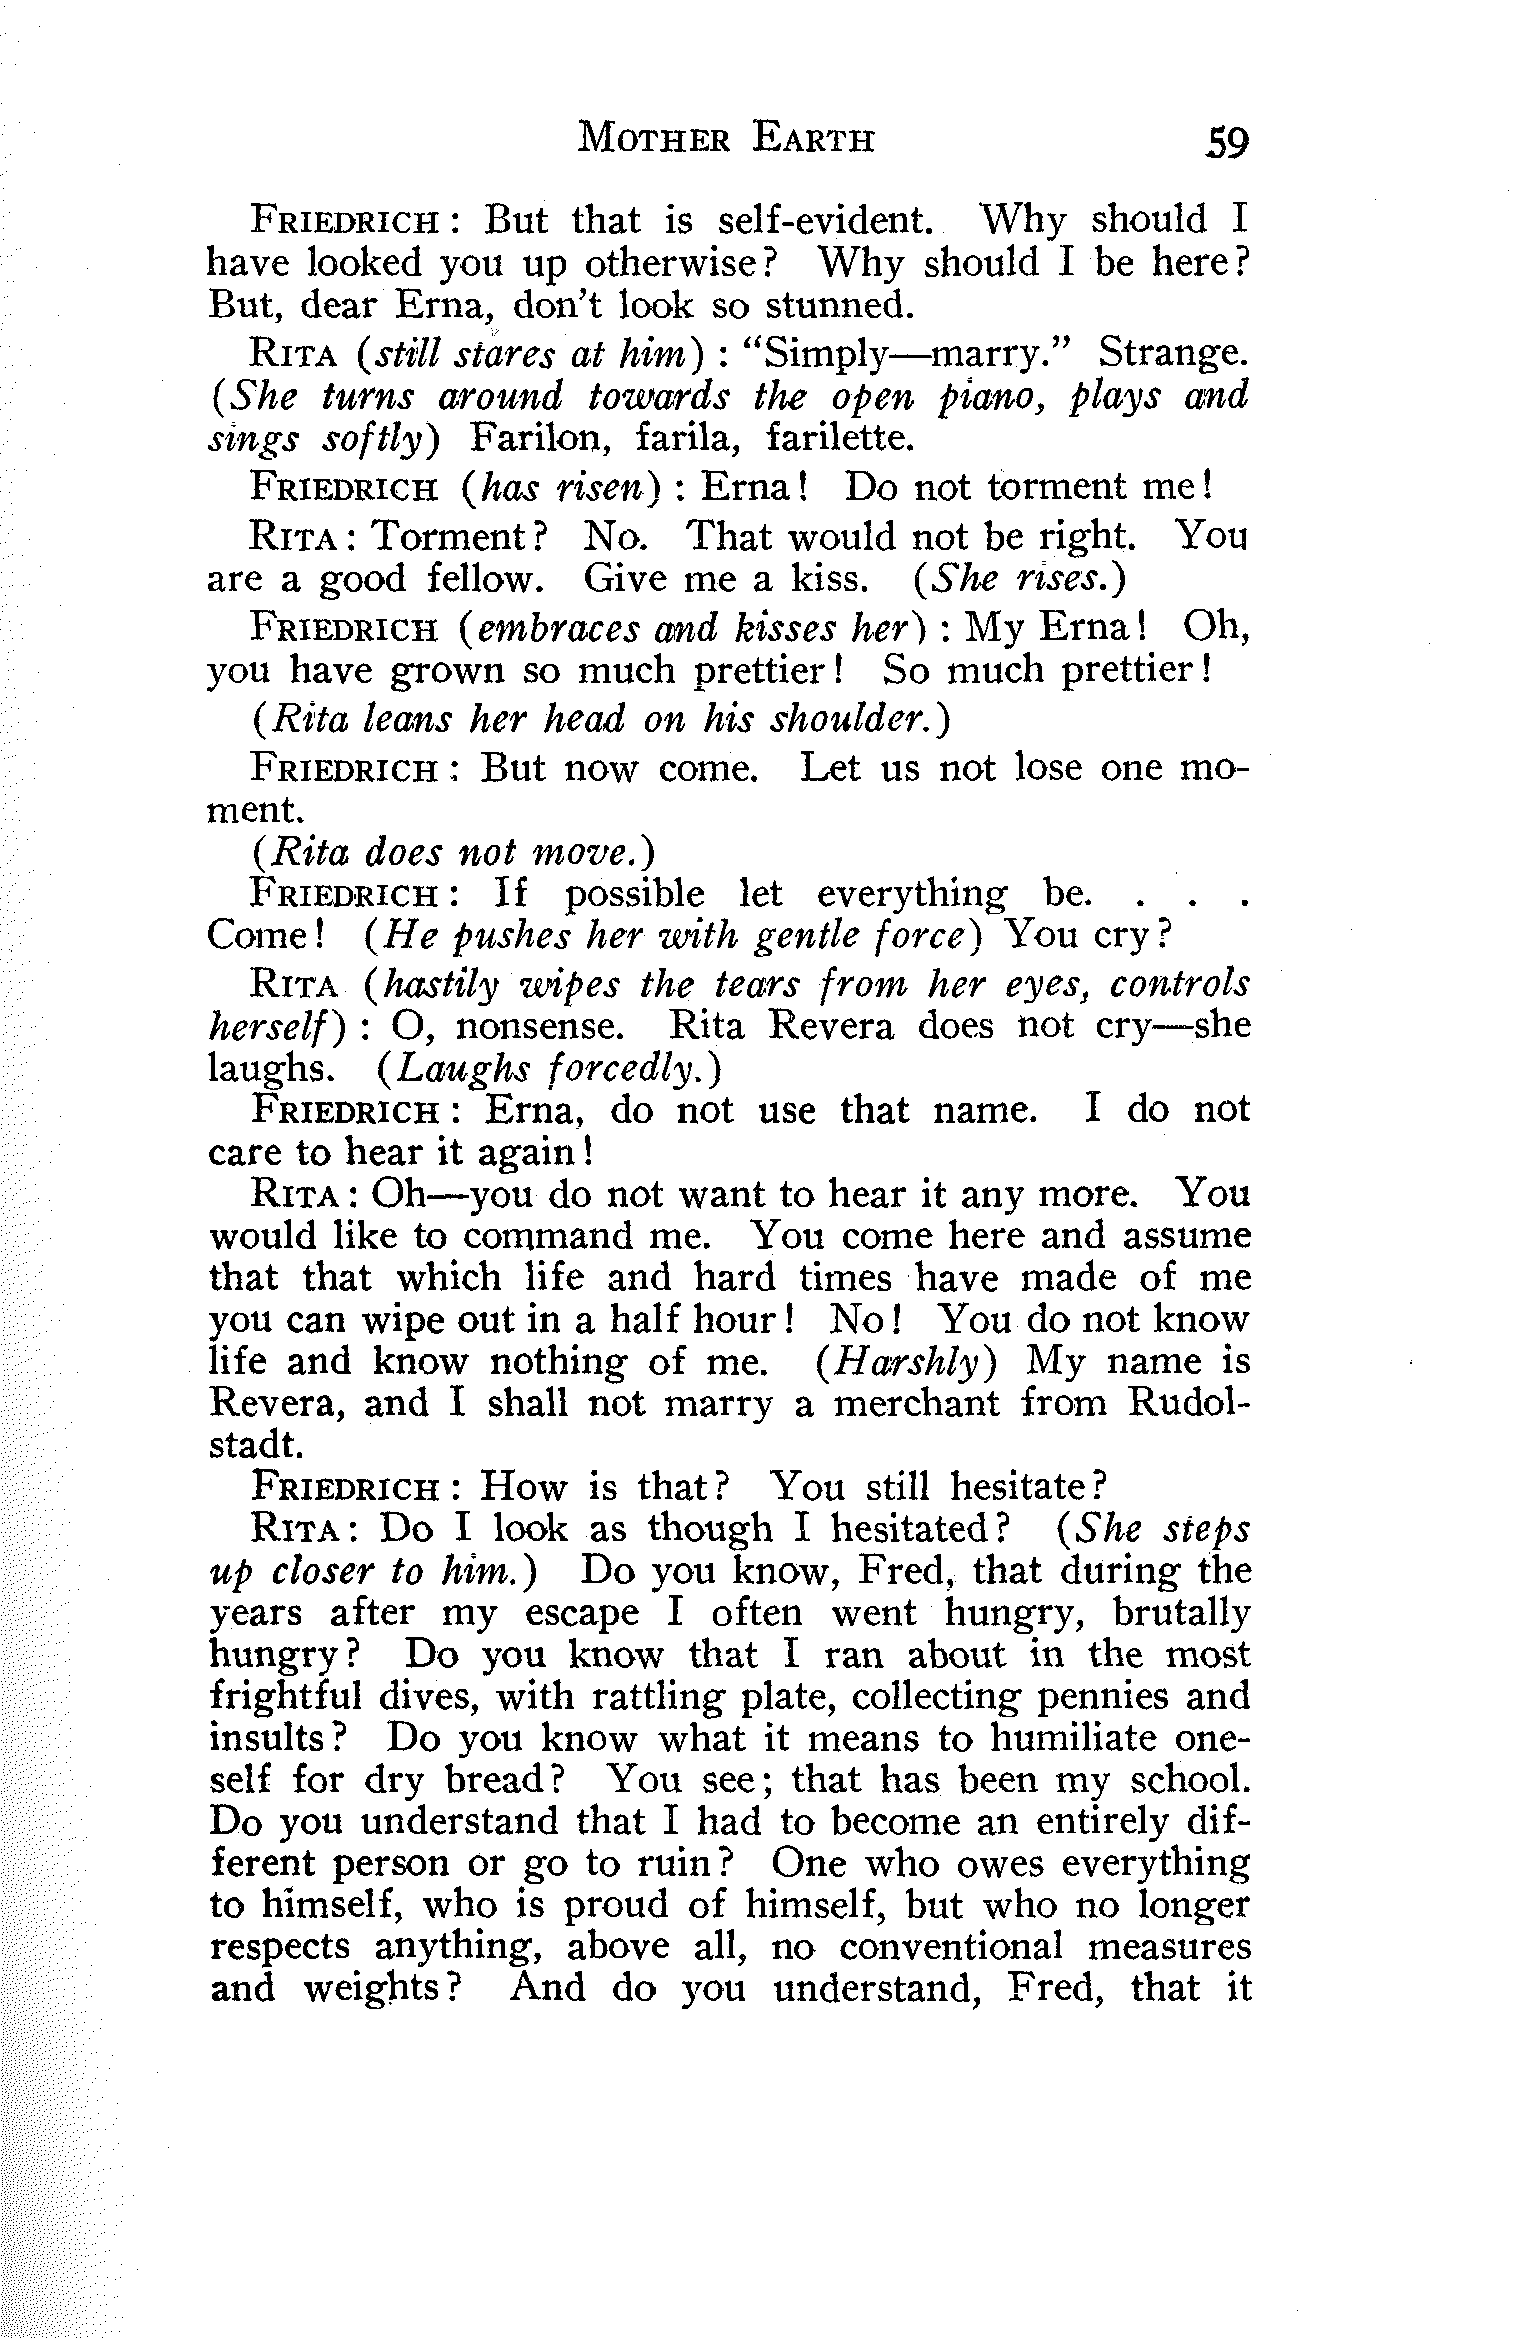 MOTHER EARTH 59
FRIEDRICH: But that is self-evident. Why should I
have looked you up otherwise? Why should I be here?
But, dear Erna, don't look so stunned.
RITA (still stares at him): "Simply—marry." Strange.
(She turns around towards the open piano, plays and
sings softly) Farilon, farila, farilette.
FRIEDRICH (has risen): Erna! Do not torment me!
RITA: Torment? No. That would not be right. You
are a good fellow. Give me a kiss. (She rises.)
FRIEDRICH (embraces and kisses her): My Erna! Oh,
you have grown so much prettier! So much prettier!
(Rita leans her head on his shoulder.)
FRIEDRICH: But now come. Let us not lose one mo-
ment.
(Rita does not move.)
FRIEDRICH: If possible let everything be. . . .
Come! (He pushes her with gentle force) You cry?
RITA (hastily wipes the tears from her eyes, controls
herself): O, nonsense. Rita Revera does not cry—she
laughs. (Laughs forcedly.)
FRIEDRICH: Erna, do not use that name. I do not
care to hear it again!
RITA: Oh—you do not want to hear it any more. You
would like to command me. You come here and assume
that that which life and hard times have made of me
you can wipe out in a half hour! No! You do not know
life and know nothing of me. (Harshly) My name is
Revera, and I shall not marry a merchant from Rudol-
stadt.
FRIEDRICH: How is that? You still hesitate?
RITA: Do I look as though I hesitated? (She steps
up closer to him.) Do you know, Fred, that during the
years after my escape I often went hungry, brutally
hungry? Do you know that I ran about in the most
frightful dives, with rattling plate, collecting pennies and
insults? Do you know what it means to humiliate one-
self for dry bread? You see; that has been my school.
Do you understand that I had to become an entirely dif-
ferent person or go to ruin? One who owes everything
to himself, who is proud of himself, but who no longer
respects anything, above all, no conventional measures
and weights? And do you understand, Fred, that it